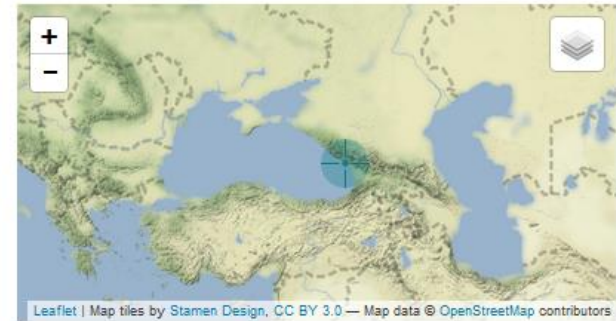 +
−
Leaflet | Map tiles by Stamen Design, CC BY 3.0 — Map data © OpenStreetMap contributors